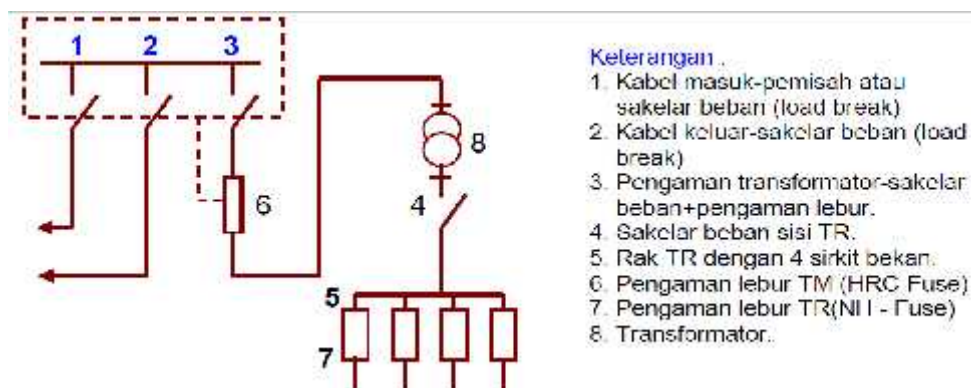 1 2 3
8
4
6
5
7
Keterangan :
1. Kabel masuk-pemisah atau
sakelar beban (load break)
2. Kabel keluar-sakelar beban (load
break)
3. Pengaman transformator-sakelar
beban+pengaman lebur.
4. Sakelar beban sisi TR.
5. Rak TR dengan 4 sirkit bekan.
6. Pengaman lebur TM (HRC Fuse)
7. Pengaman lebur TR(NH - Fuse)
8. Transformator.